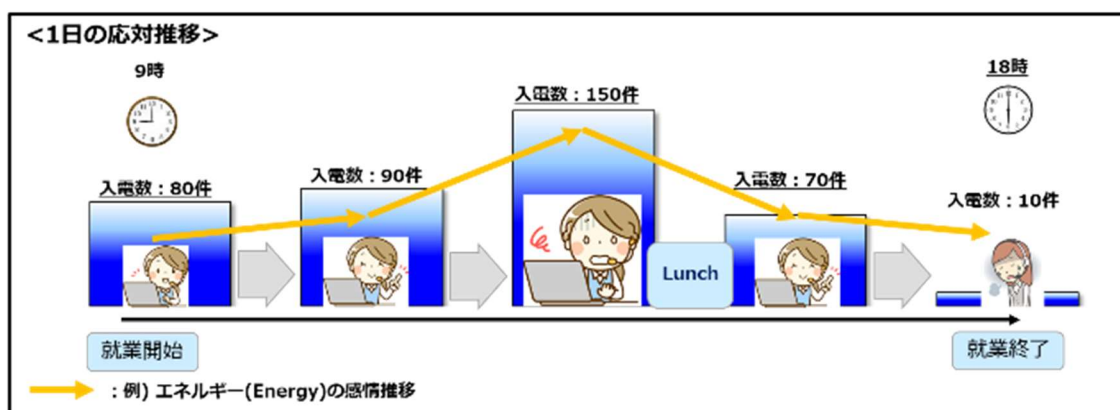 <1日の応対推移>
9時
18時
入電数：150件
入電数：80件
入電数：90件
入電数：70件
入電数：10件
Lunch
就業開始
就業終了
：例) エネルギー(Energy)の感情推移